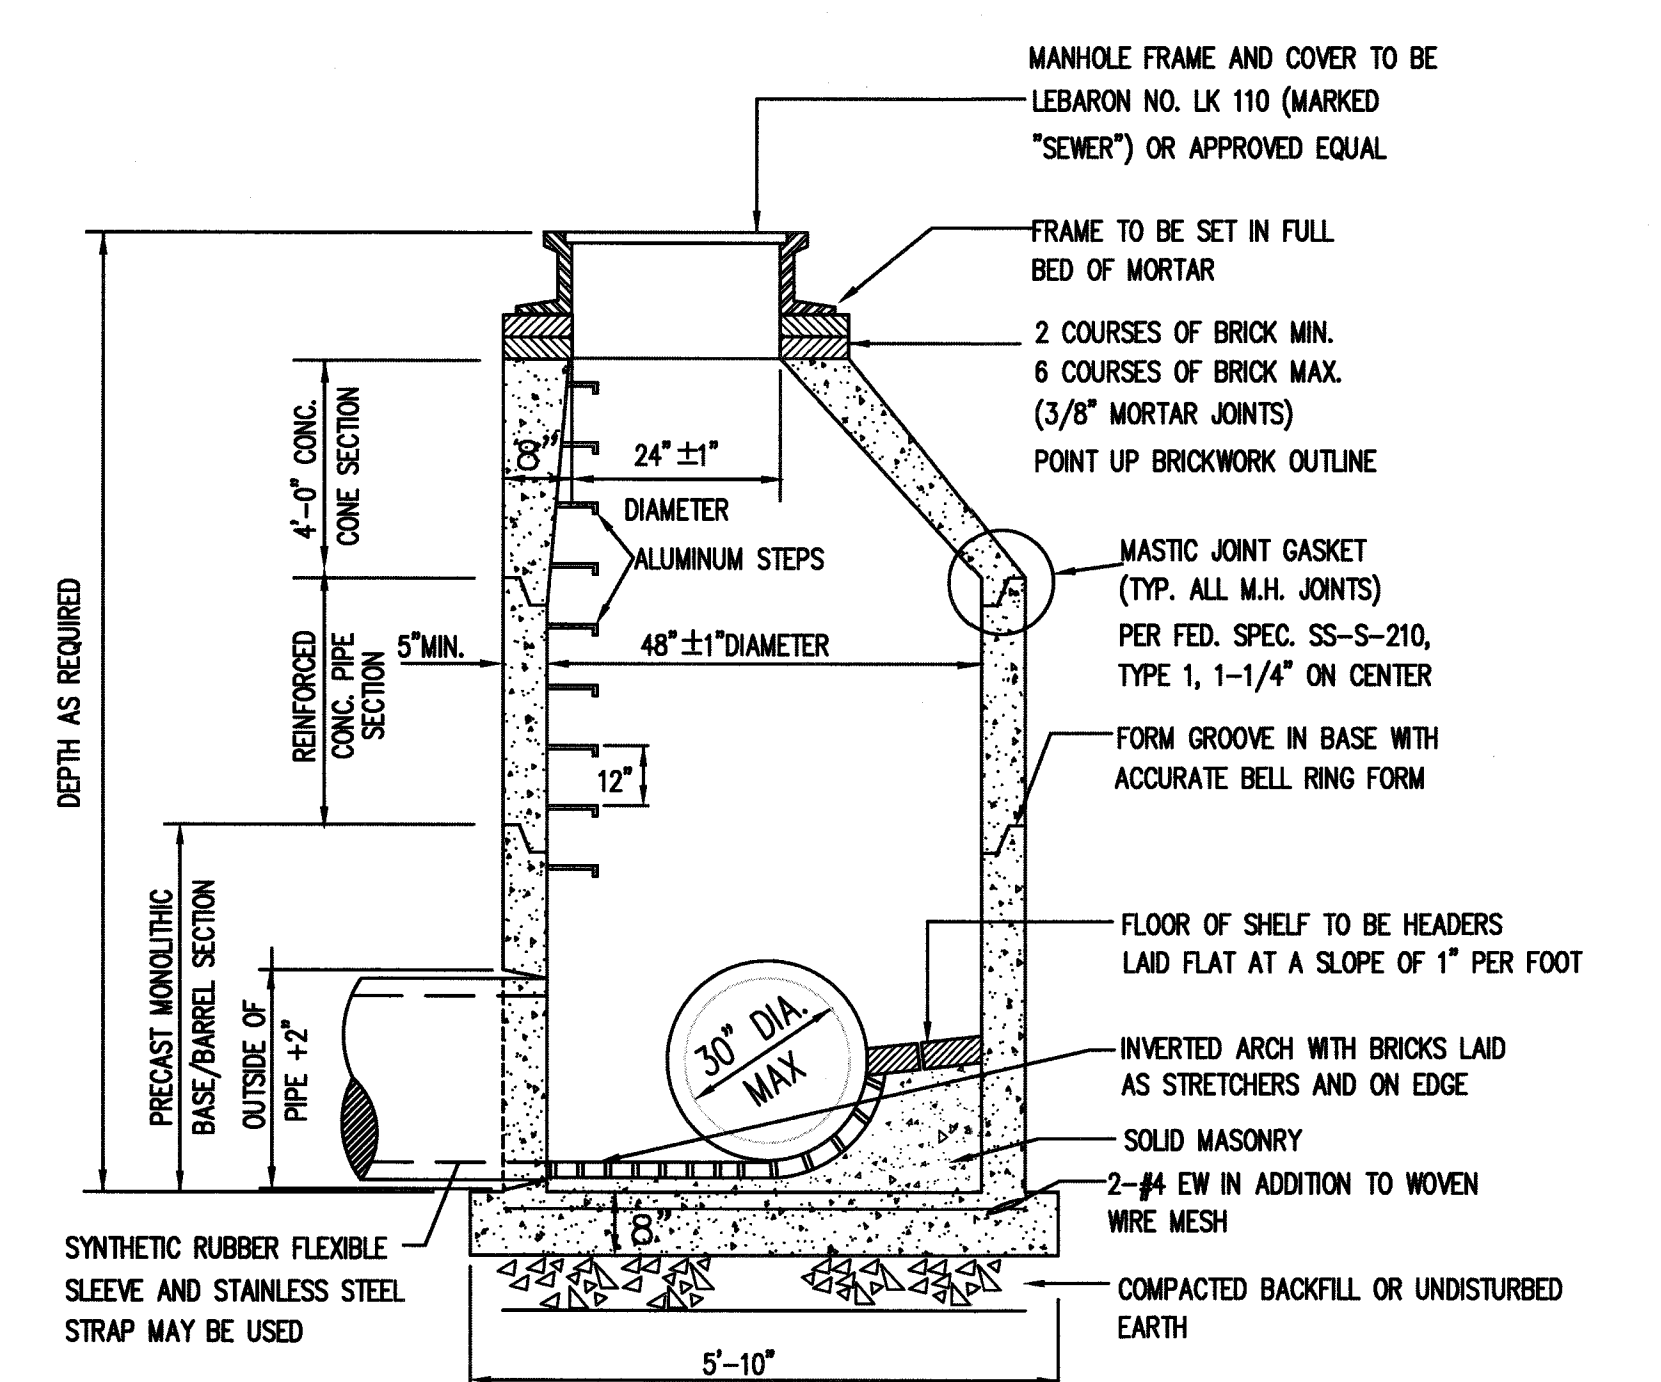 MANHOLE FRAME AND COVER TO BE
LEBARON NO. LK 110 (MARKED
"SEWER") OR APPROVED EQUAL
FRAME TO BE SET IN FULL
BED OF MORTAR
2 COURSES OF BRICK MIN.
6 COURSES OF BRICK MAX.
(3/8" MORTAR JOINTS)
POINT UP BRICKWORK OUTLINE
4'-0" CONC.
CONE SECTION
8"
24" ±1"
DIAMETER
ALUMINUM STEPS
MASTIC JOINT GASKET
(TYP. ALL M.H. JOINTS)
PER FED. SPEC. SS-S-210,
TYPE 1, 1-1/4" ON CENTER
DEPTH AS REQUIRED
REINFORCED
CONC. PIPE
SECTION
5"MIN.
48" ±1"DIAMETER
12"
FORM GROOVE IN BASE WITH
ACCURATE BELL RING FORM
PRECAST MONOLITHIC
BASE/BARREL SECTION
OUTSIDE OF
PIPE +2"
30" DIA.
MAX
FLOOR OF SHELF TO BE HEADERS
LAID FLAT AT A SLOPE OF 1" PER FOOT
INVERTED ARCH WITH BRICKS LAID
AS STRETCHERS AND ON EDGE
SOLID MASONRY
2-#4 EW IN ADDITION TO WOVEN
WIRE MESH
8"
SYNTHETIC RUBBER FLEXIBLE
SLEEVE AND STAINLESS STEEL
STRAP MAY BE USED
COMPACTED BACKFILL OR UNDISTURBED
EARTH
5'-10"